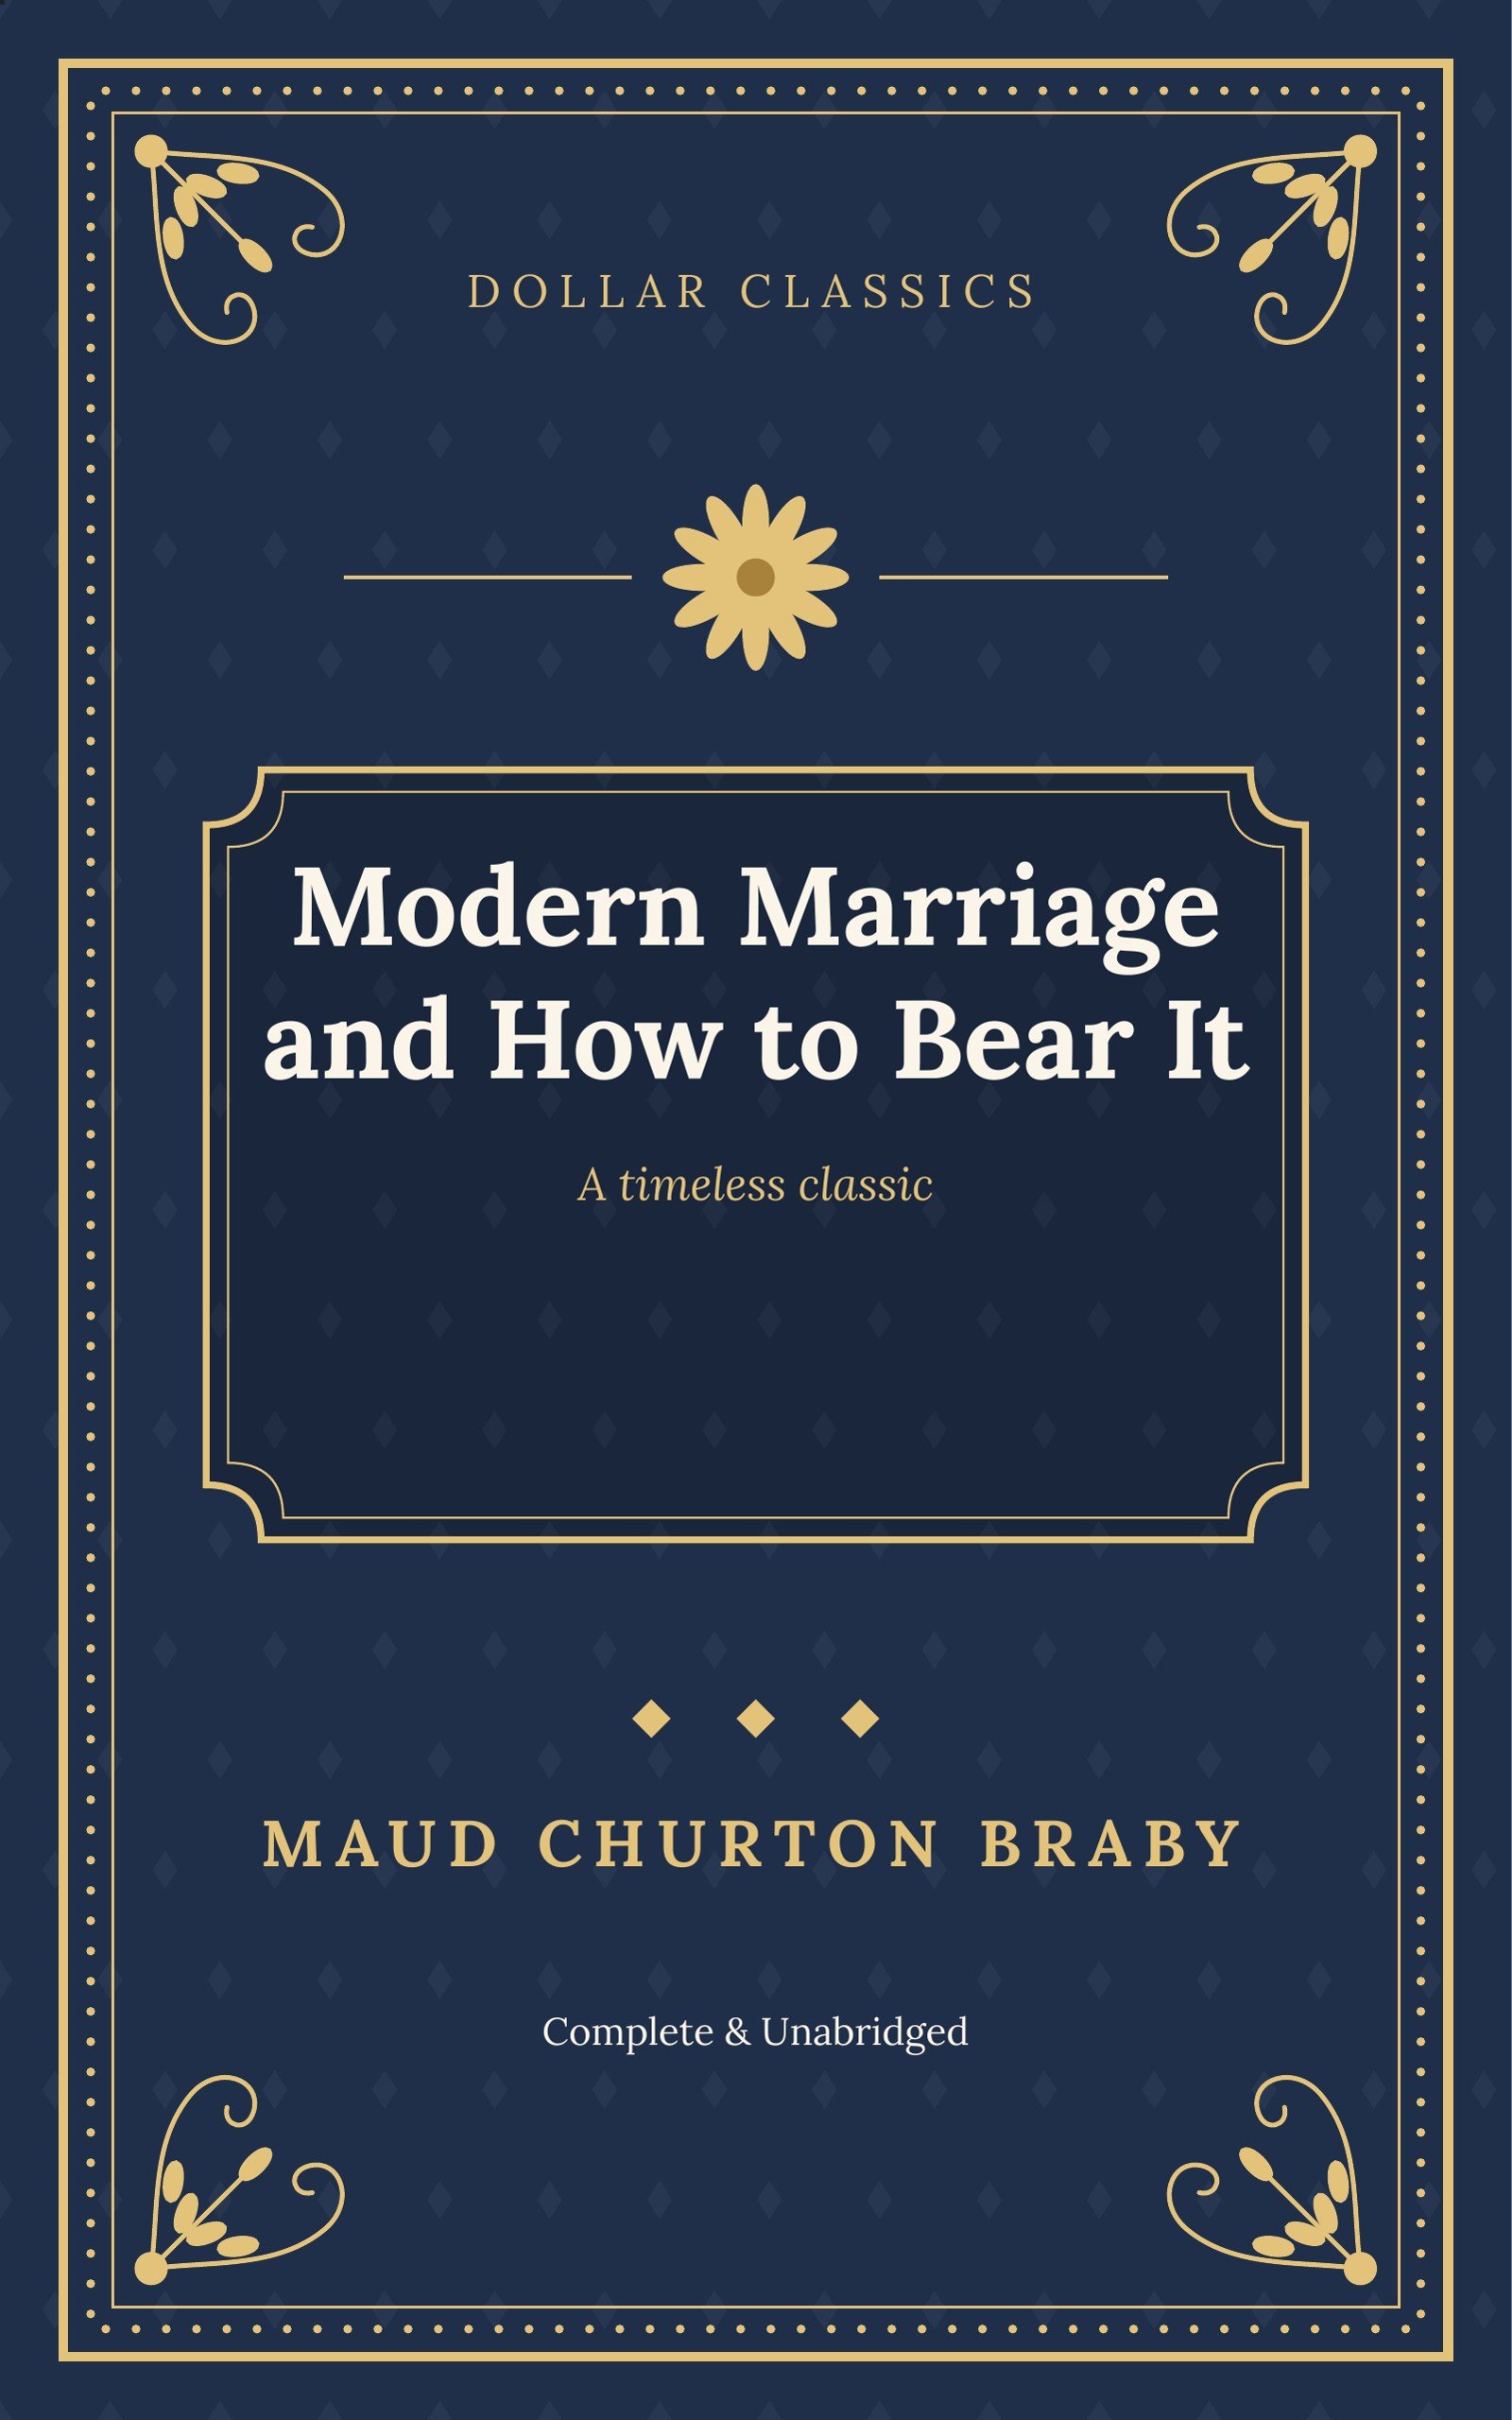 DOLLAR CLASSICS
Modern Marriage
and How to Bear It
A timeless classic
MAUD CHURTON BRABY
Complete & Unabridged